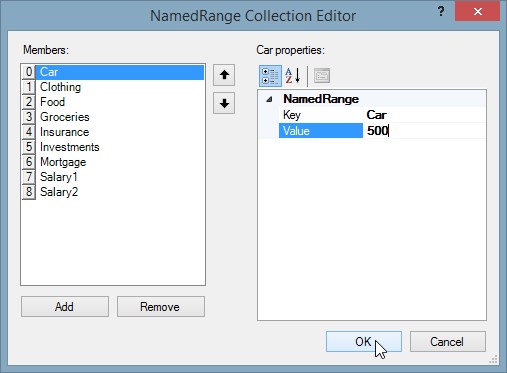 NamedRange Collection Editor
? x
Members:
0 Car
1 Clothing
2 Food
3 Groceries
4 Insurance
5 Investments
6 Mortgage
7 Salary1
8 Salary2
Add Remove
Car properties:
A Z
NamedRange
Key Car
Value 500
OK Cancel